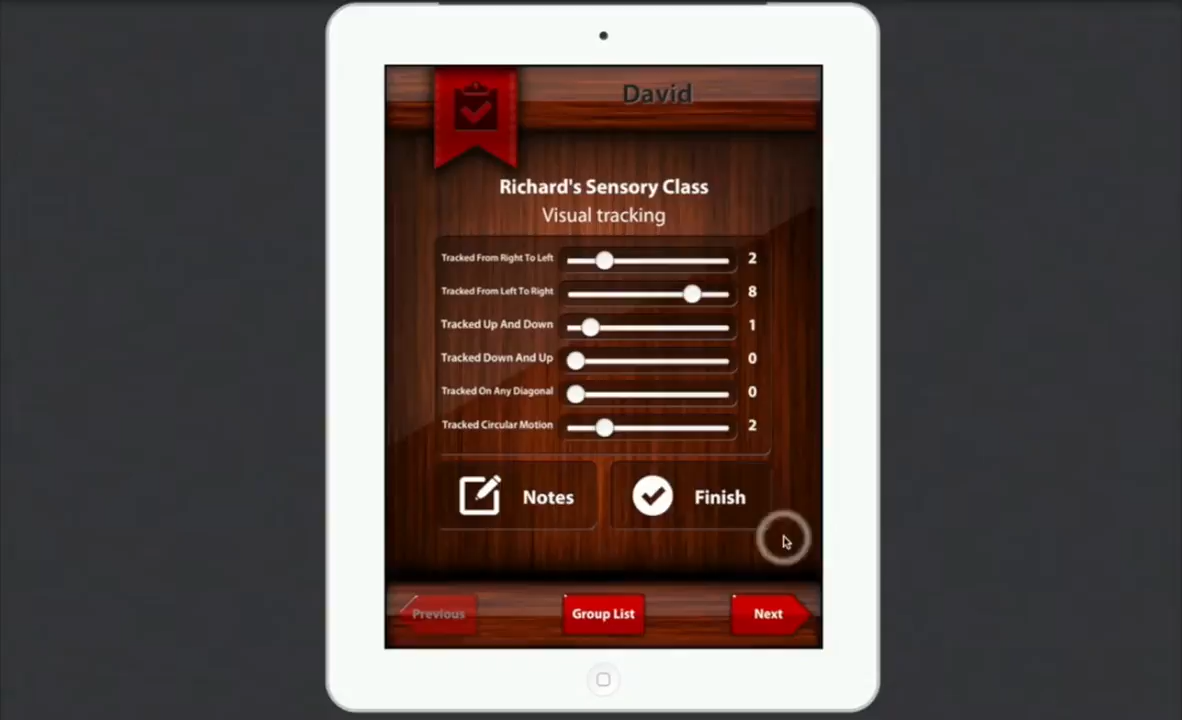 David
Richard's Sensory Class
Visual tracking
Tracked From Right To Left 2
Tracked From Left To Right 8
Tracked Up And Down 1
Tracked Down And Up 0
Tracked On Any Diagonal 0
Tracked Circular Motion 2
Notes Finish
Previous Group List Next